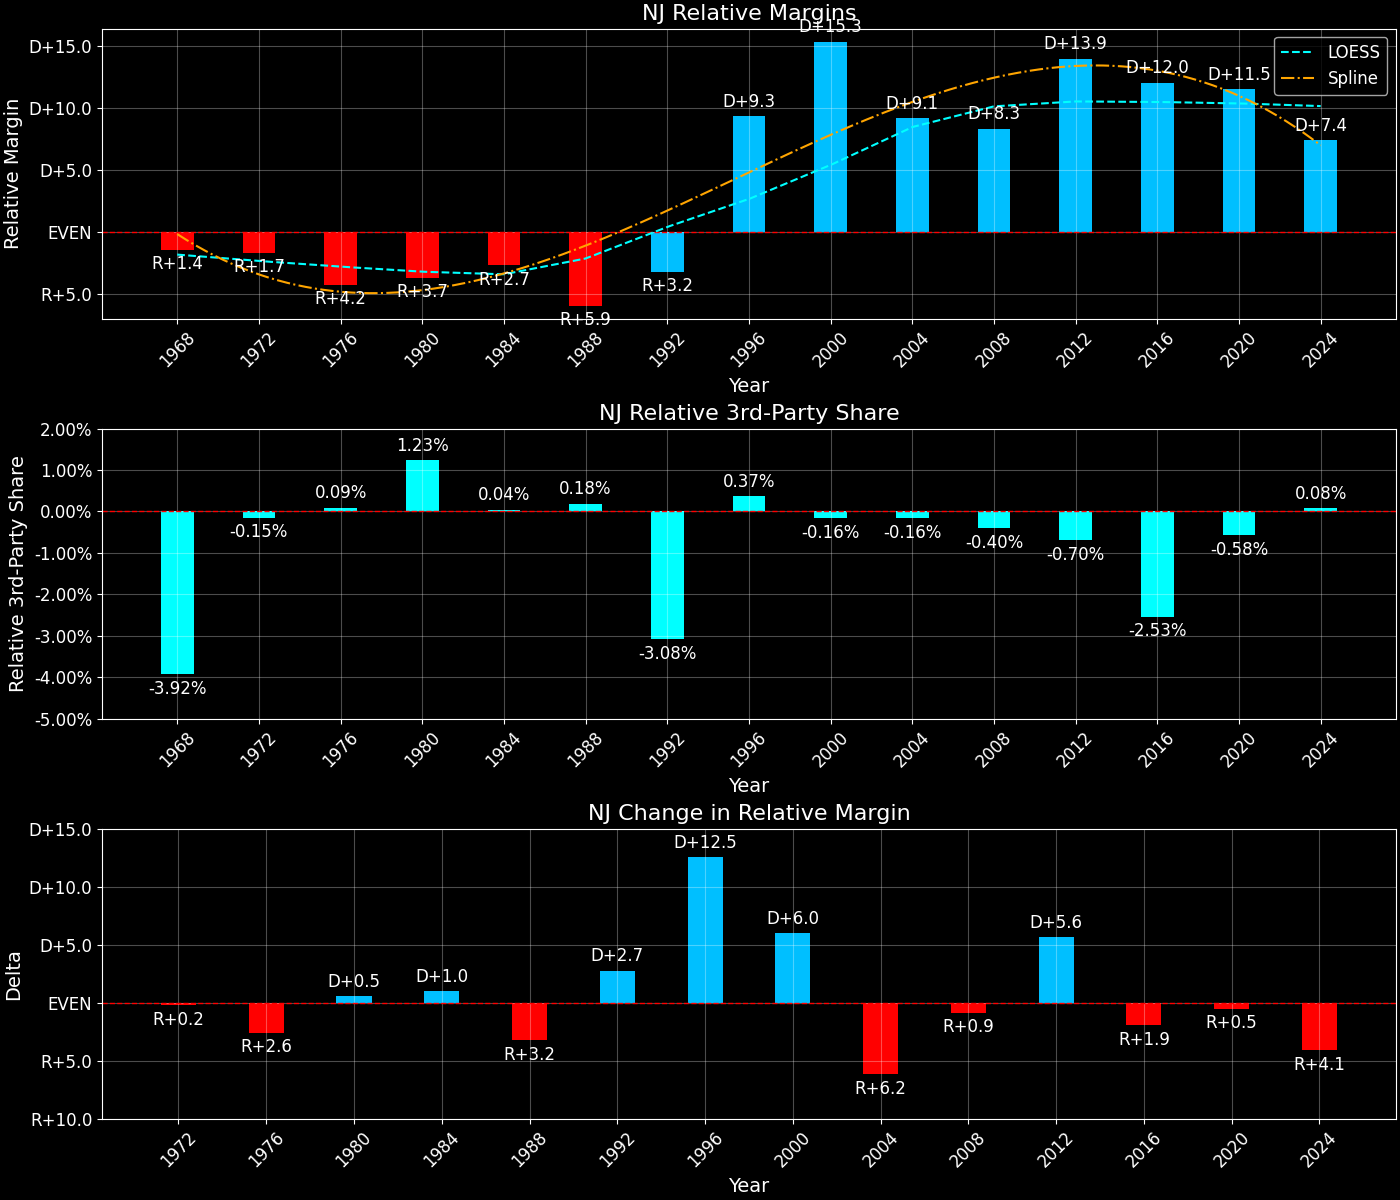 NJ Relative Margins
Relative Margin
D+15.0
D+10.0
D+5.0
EVEN
R+5.0
R+1.4
R+1.7
R+4.2
R+3.7
R+2.7
R+5.9
R+3.2
D+9.3
D+15.3
D+9.1
D+8.3
D+13.9
D+12.0
D+11.5
D+7.4
LOESS
Spline
1968 1972 1976 1980 1984 1988 1992 1996 2000 2004 2008 2012 2016 2020 2024
Year
NJ Relative 3rd-Party Share
Relative 3rd-Party Share
2.00%
1.00%
0.00%
-1.00%
-2.00%
-3.00%
-4.00%
-5.00%
-3.92%
-0.15%
0.09%
1.23%
0.04%
0.18%
-3.08%
0.37%
-0.16%
-0.16%
-0.40%
-0.70%
-2.53%
-0.58%
0.08%
1968 1972 1976 1980 1984 1988 1992 1996 2000 2004 2008 2012 2016 2020 2024
Year
NJ Change in Relative Margin
Delta
D+15.0
D+10.0
D+5.0
EVEN
R+5.0
R+10.0
R+0.2
R+2.6
D+0.5
D+1.0
R+3.2
D+2.7
D+12.5
D+6.0
R+6.2
R+0.9
D+5.6
R+1.9
R+0.5
R+4.1
1972 1976 1980 1984 1988 1992 1996 2000 2004 2008 2012 2016 2020 2024
Year